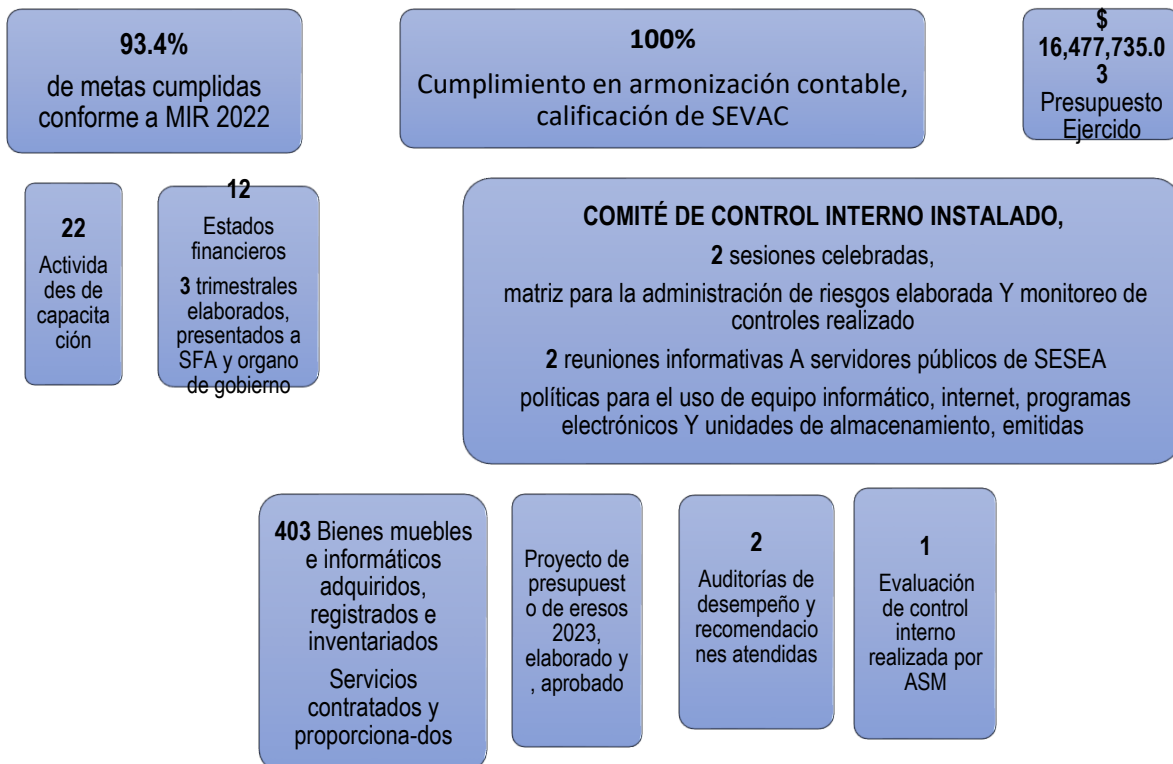 93.4%
de metas cumplidas
conforme a MIR 2022
100%
Cumplimiento en armonización contable,
calificación de SEVAC
$
16,477,735.0
3
Presupuesto
Ejercido
22
Activida
des de
capacita
ción
12
Estados
financieros
3 trimestrales
elaborados,
presentados a
SFA y organo
de gobierno
COMITÉ DE CONTROL INTERNO INSTALADO,
2 sesiones celebradas,
matriz para la administración de riesgos elaborada Y monitoreo de
controles realizado
2 reuniones informativas A servidores públicos de SESEA
políticas para el uso de equipo informático, internet, programas
electrónicos Y unidades de almacenamiento, emitidas
403 Bienes muebles
e informáticos
adquiridos,
registrados e
inventariados
Servicios
contratados y
proporciona-dos
Proyecto de
presupuest
o de eresos
2023,
elaborado y
, aprobado
2
Auditorías de
desempeño y
recomendacio
nes atendidas
1
Evaluación
de control
interno
realizada por
ASM